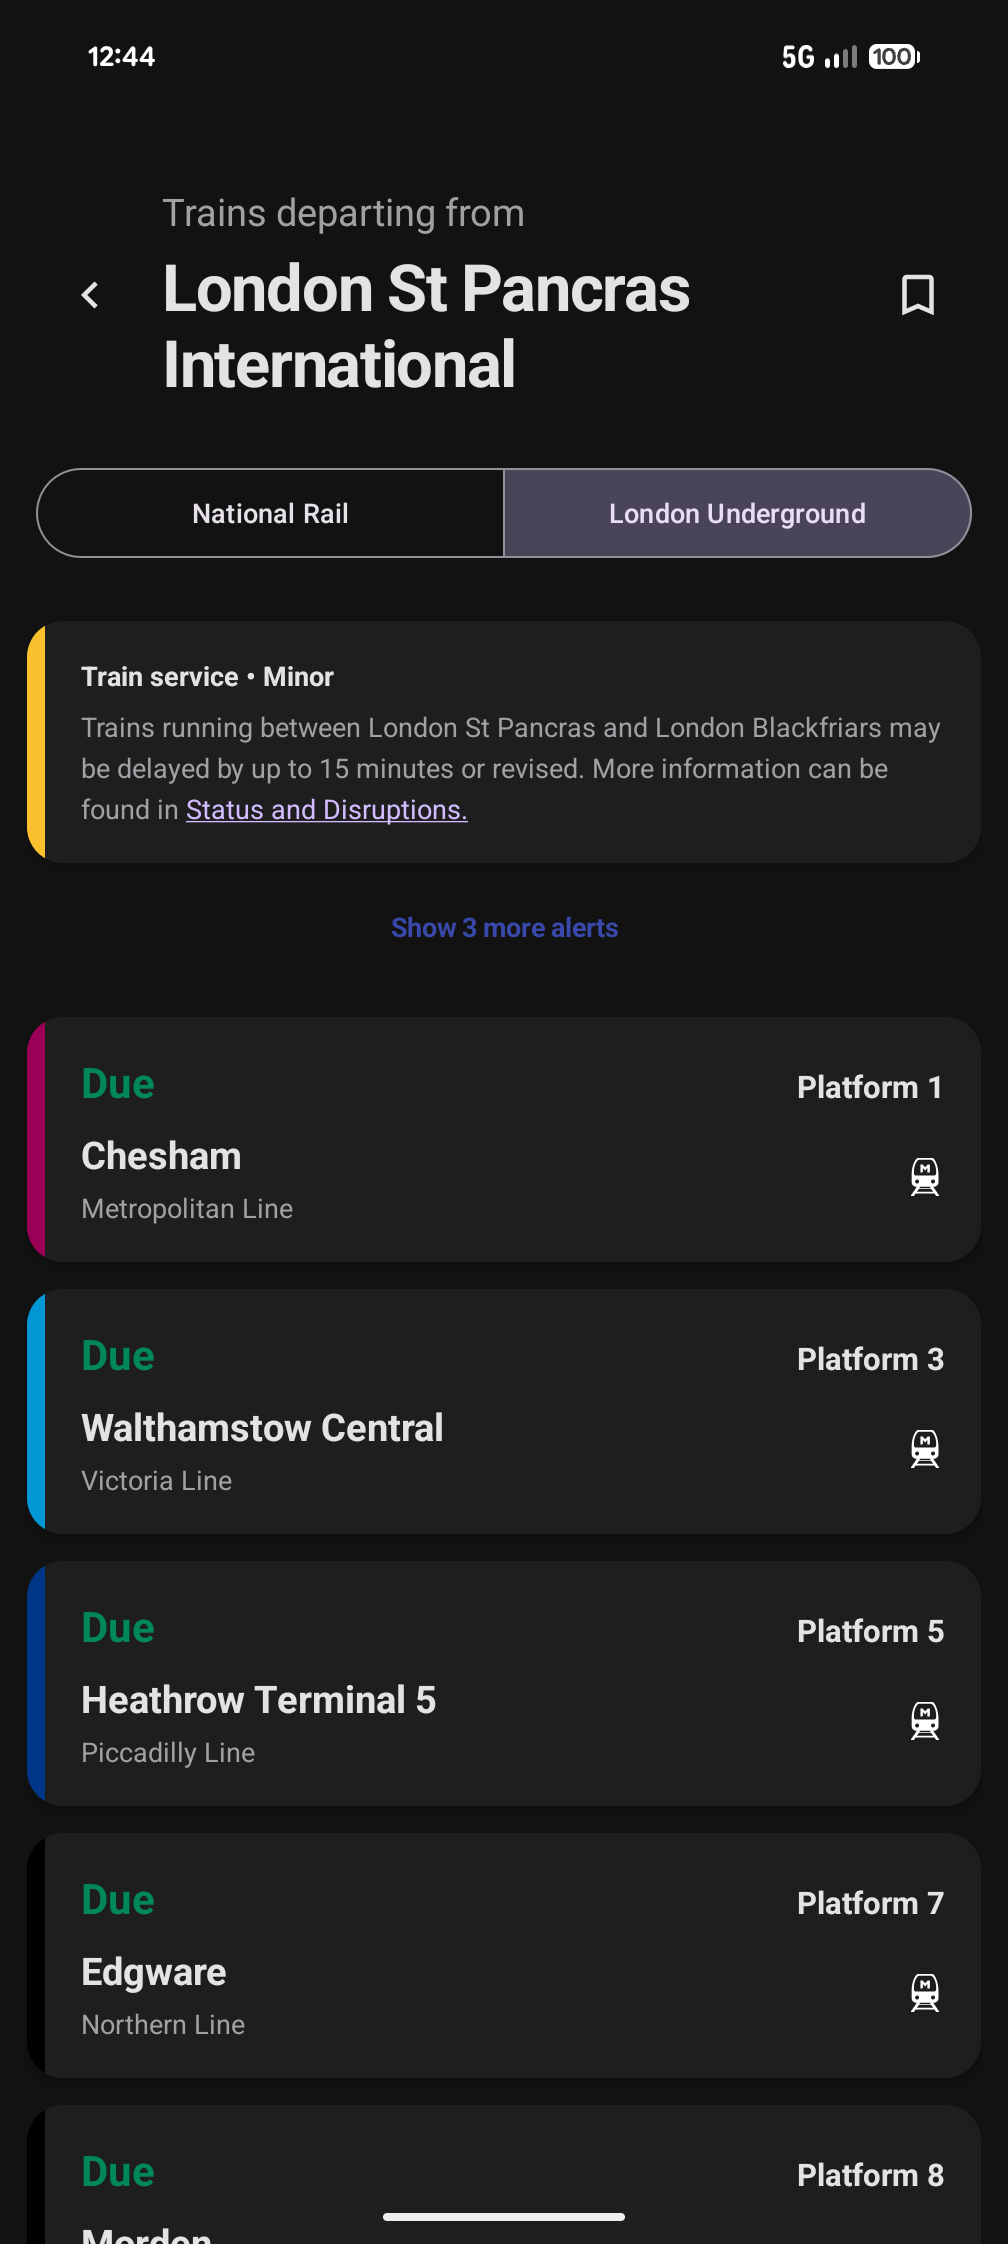 12:44
5G 100
Trains departing from
London St Pancras
International
National Rail
London Underground
Train service • Minor
Trains running between London St Pancras and London Blackfriars may
be delayed by up to 15 minutes or revised. More information can be
found in Status and Disruptions.
Show 3 more alerts
Due
Platform 1
Chesham
M
Metropolitan Line
Due
Platform 3
Walthamstow Central
M
Victoria Line
Due
Platform 5
Heathrow Terminal 5
M
Piccadilly Line
Due
Platform 7
Edgware
M
Northern Line
Due
Platform 8
Morden